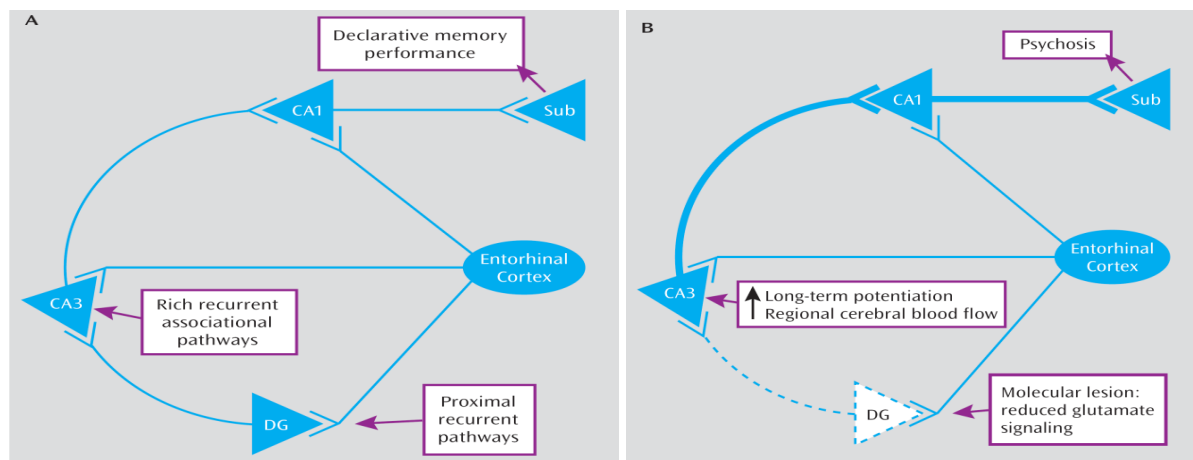 A
Declarative memory
performance
CA1
Sub
Entorhinal
Cortex
CA3
Rich recurrent
associational
pathways
DG
Proximal
recurrent
pathways
B
Psychosis
CA1
Sub
Entorhinal
Cortex
CA3
Long-term potentiation
Regional cerebral blood flow
DG
Molecular lesion:
reduced glutamate
signaling